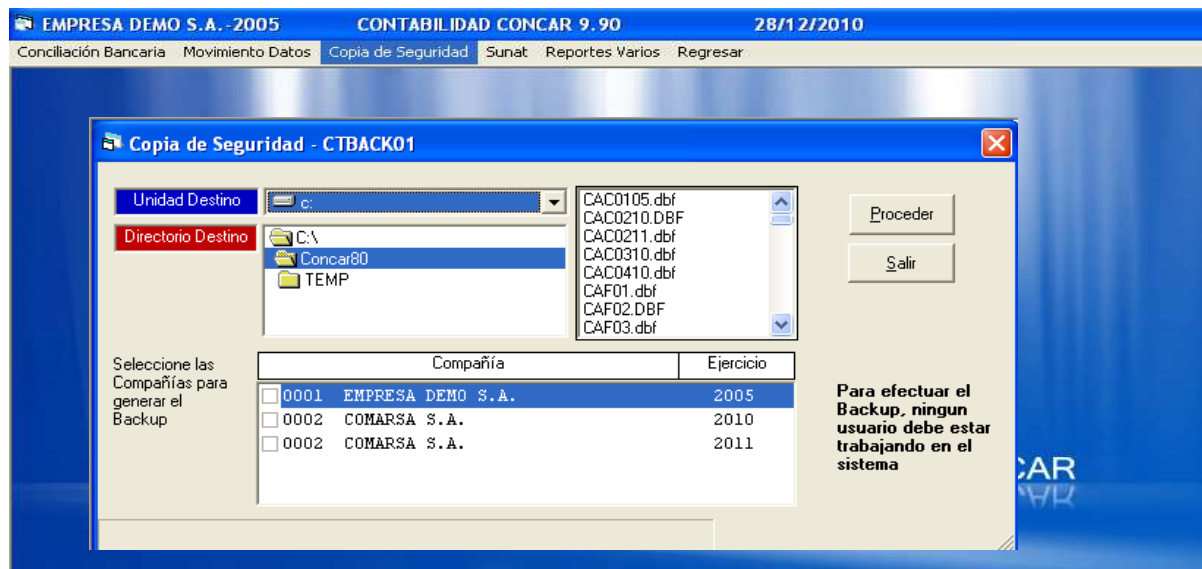 EMPRESA DEMO S.A.-2005 CONTABILIDAD CONCAR 9.90 28/12/2010
Conciliación Bancaria Movimiento Datos Copia de Seguridad Sunat Reportes Varios Regresar
Copia de Seguridad - CTBACK01
Unidad Destino
c:
Directorio Destino
C:\
Concar80
TEMP
CAC0105.dbf
CAC0210.DBF
CAC0211.dbf
CAC0310.dbf
CAC0410.dbf
CAF01.dbf
CAF02.DBF
CAF03.dbf
Proceder
Salir
Seleccione las
Compañías para
generar el
Backup
Compañía Ejercicio
0001 EMPRESA DEMO S.A. 2005
0002 COMARSA S.A. 2010
0002 COMARSA S.A. 2011
Para efectuar el
Backup, ningun
usuario debe estar
trabajando en el
sistema
CAR